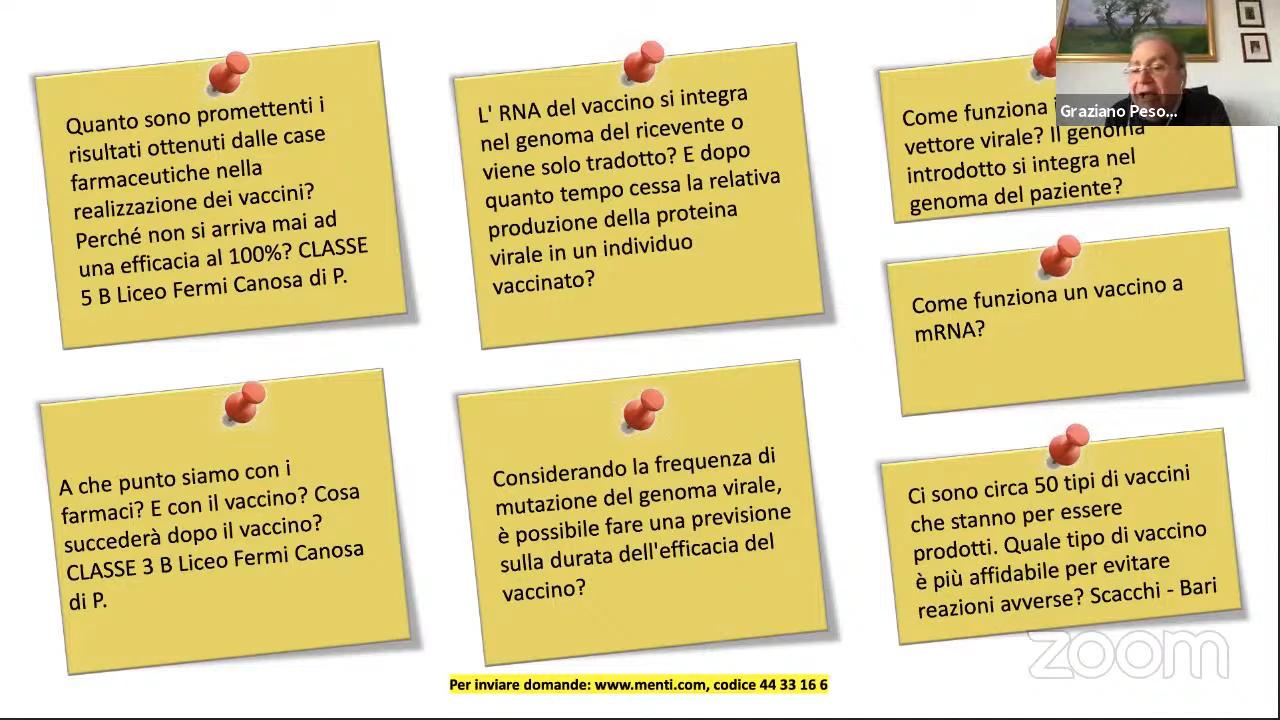 Quanto sono promettenti i
risultati ottenuti dalle case
farmaceutiche nella
realizzazione dei vaccini?
Perché non si arriva mai ad
una efficacia al 100%? CLASSE
5 B Liceo Fermi Canosa di P.
L' RNA del vaccino si integra
nel genoma del ricevente o
viene solo tradotto? E dopo
quanto tempo cessa la relativa
produzione della proteina
virale in un individuo
vaccinato?
Come funziona
vettore virale? Il genoma
introdotto si integra nel
genoma del paziente?
Graziano Peso...
Come funziona un vaccino a
mRNA?
A che punto siamo con i
farmaci? E con il vaccino? Cosa
succederà dopo il vaccino?
CLASSE 3 B Liceo Fermi Canosa
di P.
Considerando la frequenza di
mutazione del genoma virale,
è possibile fare una previsione
sulla durata dell'efficacia del
vaccino?
Ci sono circa 50 tipi di vaccini
che stanno per essere
prodotti. Quale tipo di vaccino
è più affidabile per evitare
reazioni avverse? Scacchi - Bari
zoom
Per inviare domande: www.menti.com, codice 44 33 16 6